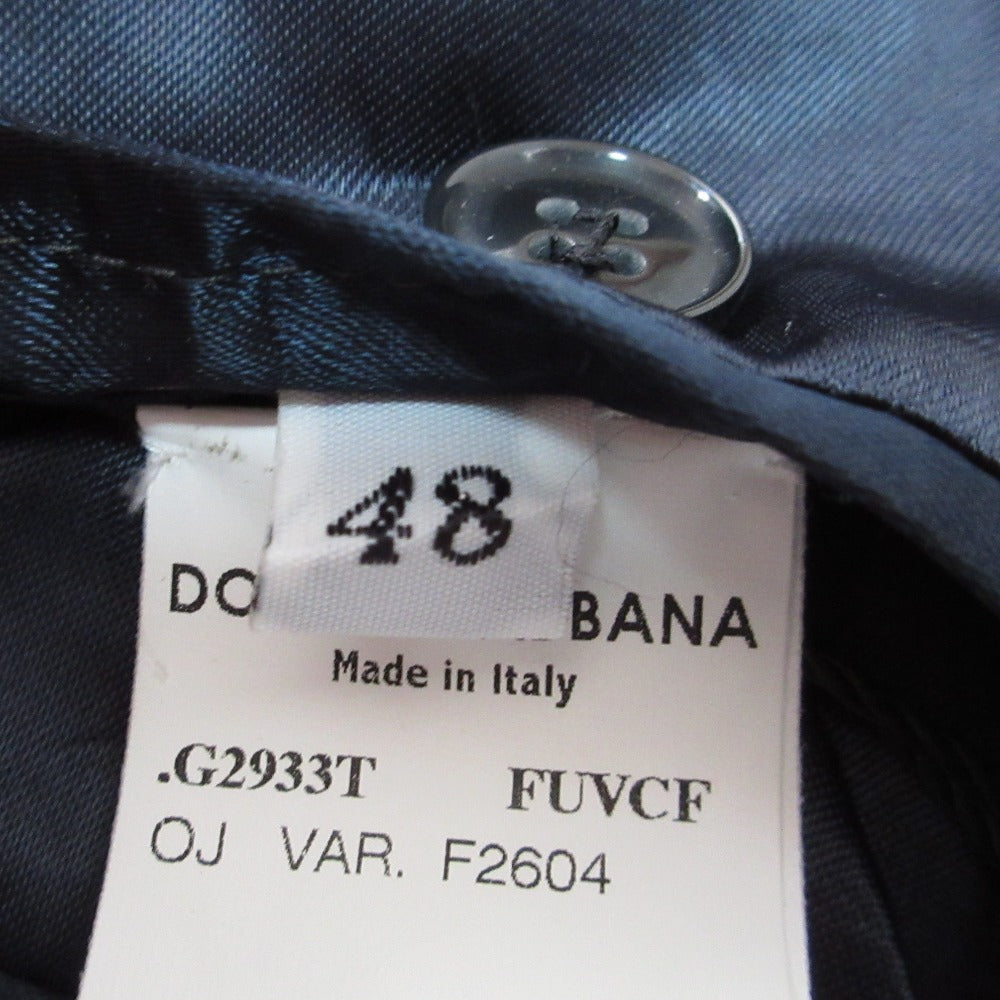 48
DO BANA
Made in Italy
.G2933T FUVCF
OJ VAR. F2604